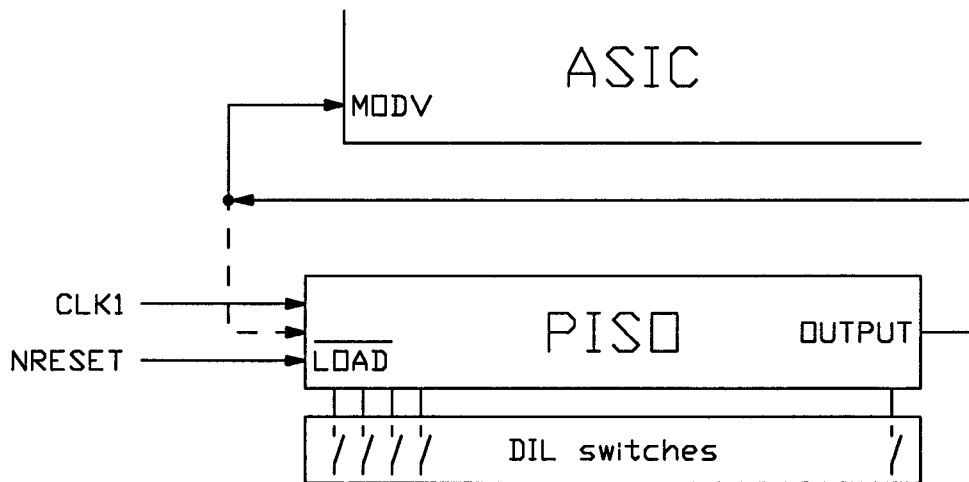 ASIC
MODV
CLK1
PISO
OUTPUT
NRESET
LOAD
DIL switches